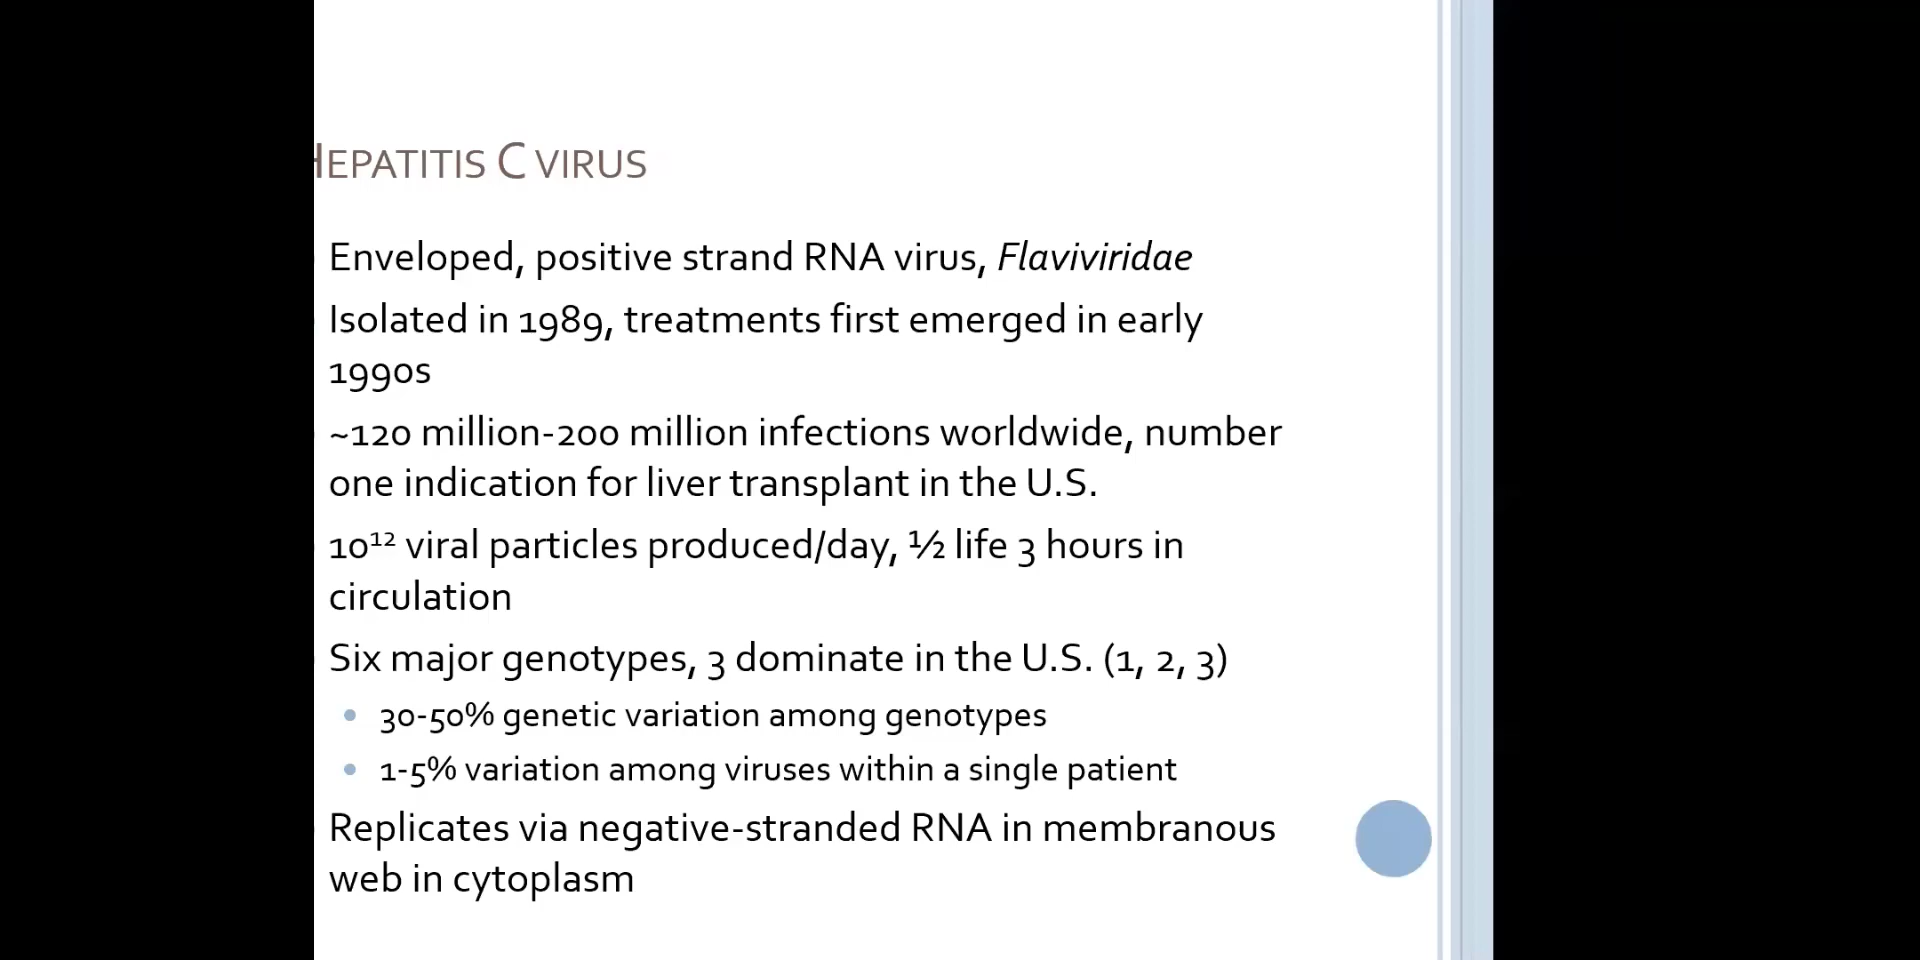 Hepatitis C virus
Enveloped, positive strand RNA virus, Flaviviridae
Isolated in 1989, treatments first emerged in early
1990s
~120 million-200 million infections worldwide, number
one indication for liver transplant in the U.S.
10¹² viral particles produced/day, ½ life 3 hours in
circulation
Six major genotypes, 3 dominate in the U.S. (1, 2, 3)
• 30-50% genetic variation among genotypes
• 1-5% variation among viruses within a single patient
Replicates via negative-stranded RNA in membranous
web in cytoplasm